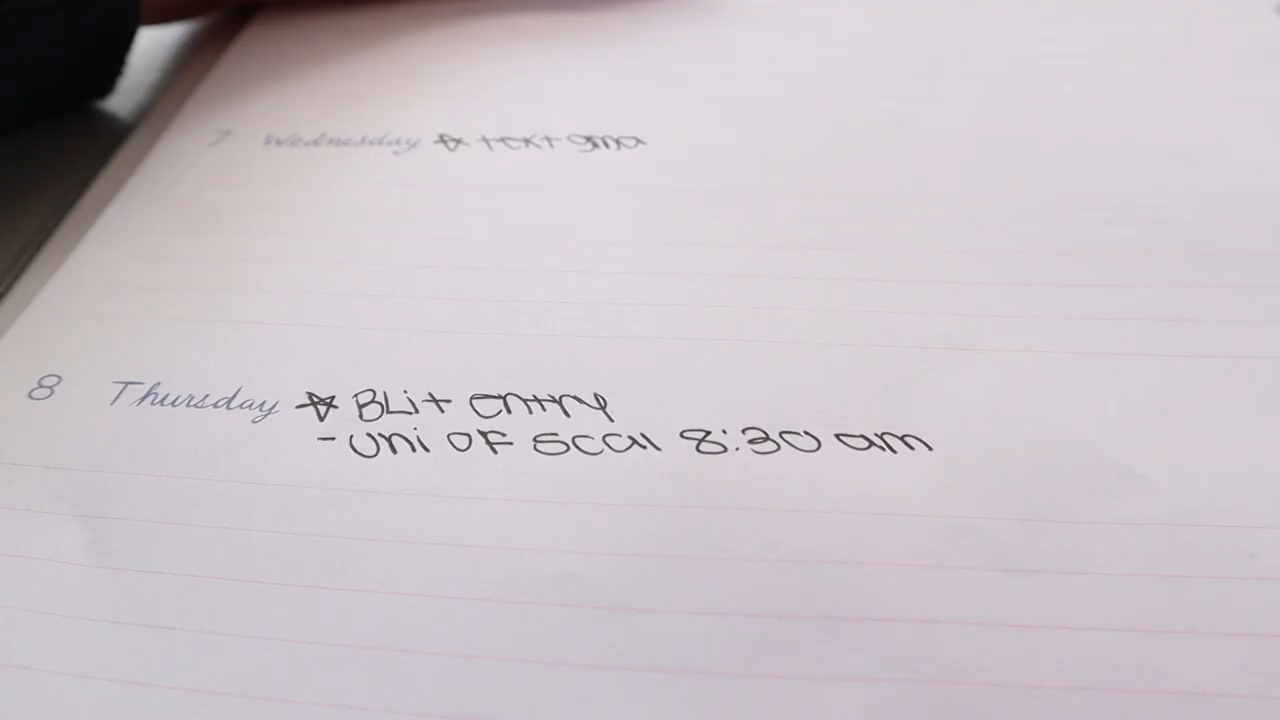 7 Wednesday ☆ text gma
8 Thursday ☆ BLit entry
- uni of scal 8:30 am